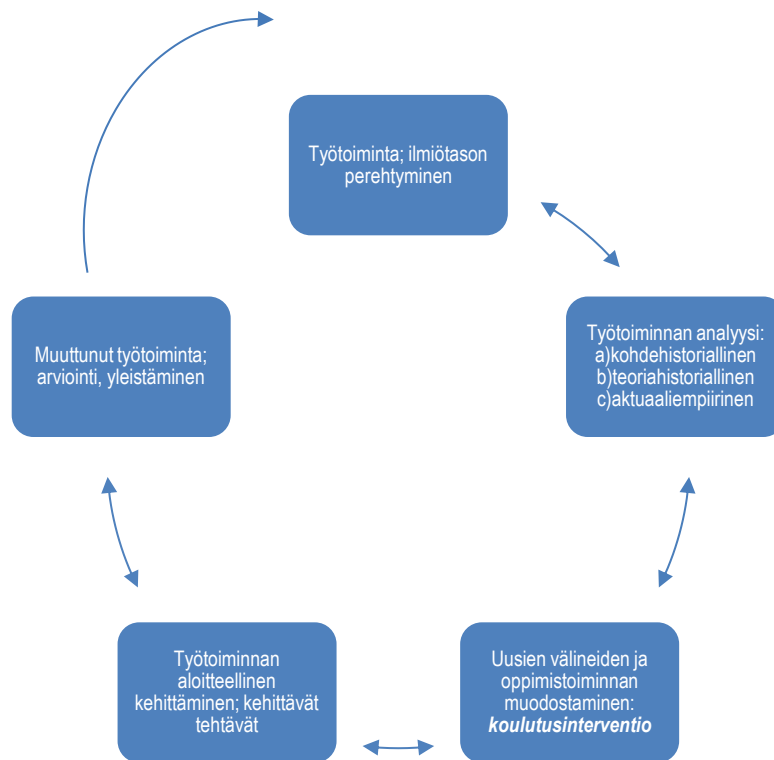 Työtoiminta; ilmiötason
perehtyminen
Työtoiminnan analyysi:
a)kohdehistoriallinen
b)teoriahistoriallinen
c)aktuaaliempiirinen
Uusien välineiden ja
oppimistoiminnan
muodostaminen:
koulutusinterventio
Työtoiminnan
aloitteellinen
kehittäminen; kehittävät
tehtävät
Muuttunut työtoiminta;
arviointi, yleistäminen